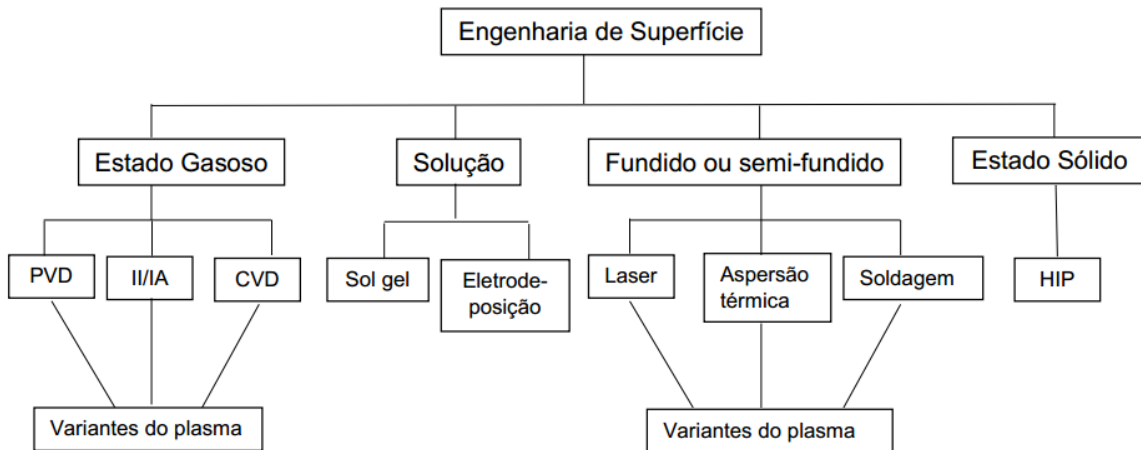 Engenharia de Superfície
Estado Gasoso
Solução
Fundido ou semi-fundido
Estado Sólido
PVD
II/IA
CVD
Sol gel
Eletrode-
posição
Laser
Aspersão
térmica
Soldagem
HIP
Variantes do plasma
Variantes do plasma